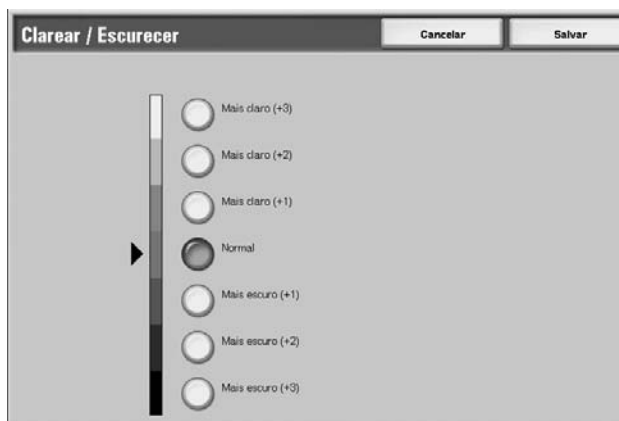 Clarear / Escurecer
Cancelar
Salvar
Mais claro (+3)
Mais claro (+2)
Mais claro (+1)
Normal
Mais escuro (+1)
Mais escuro (+2)
Mais escuro (+3)